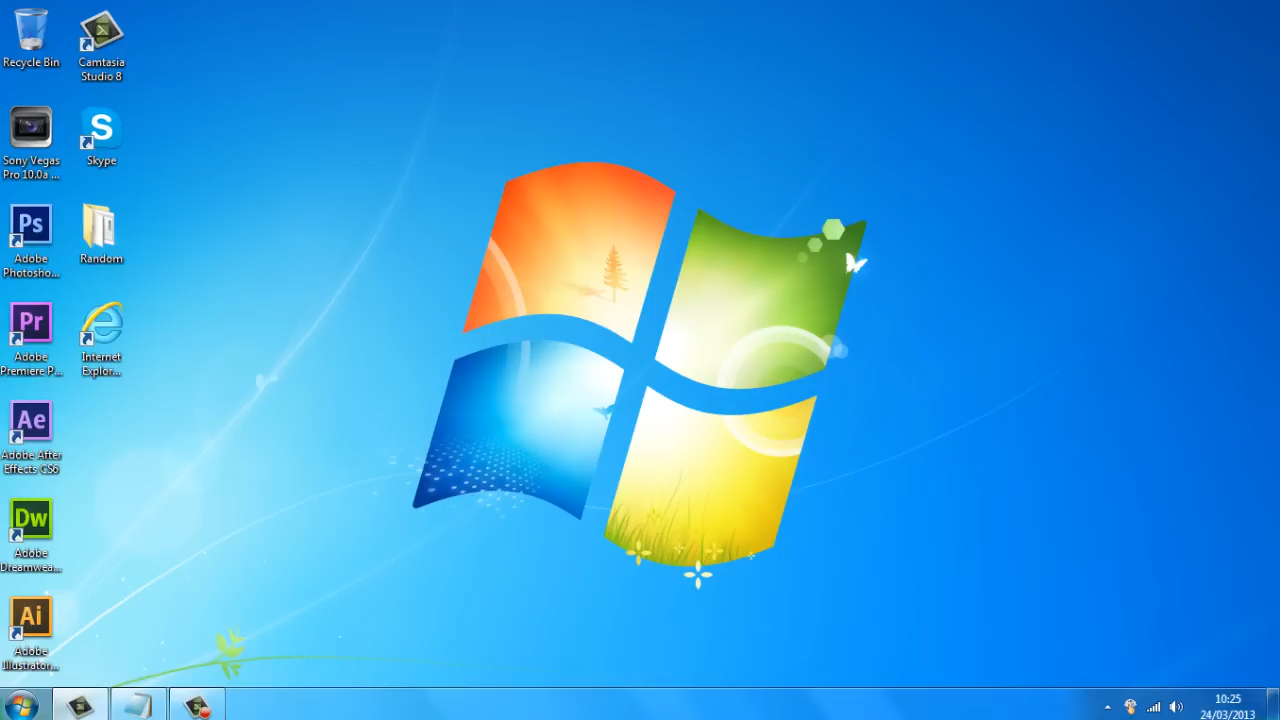 Recycle Bin
Camtasia
Studio 8
Sony Vegas
Pro 10.0a ...
S
Skype
Ps
Adobe
Photosho...
Random
Pr
Adobe
Premiere P...
Internet
Explor...
Ae
Adobe After
Effects CS6
Dw
Adobe
Dreamwea...
Ai
Adobe
Illustrator...
10:25
24/03/2013